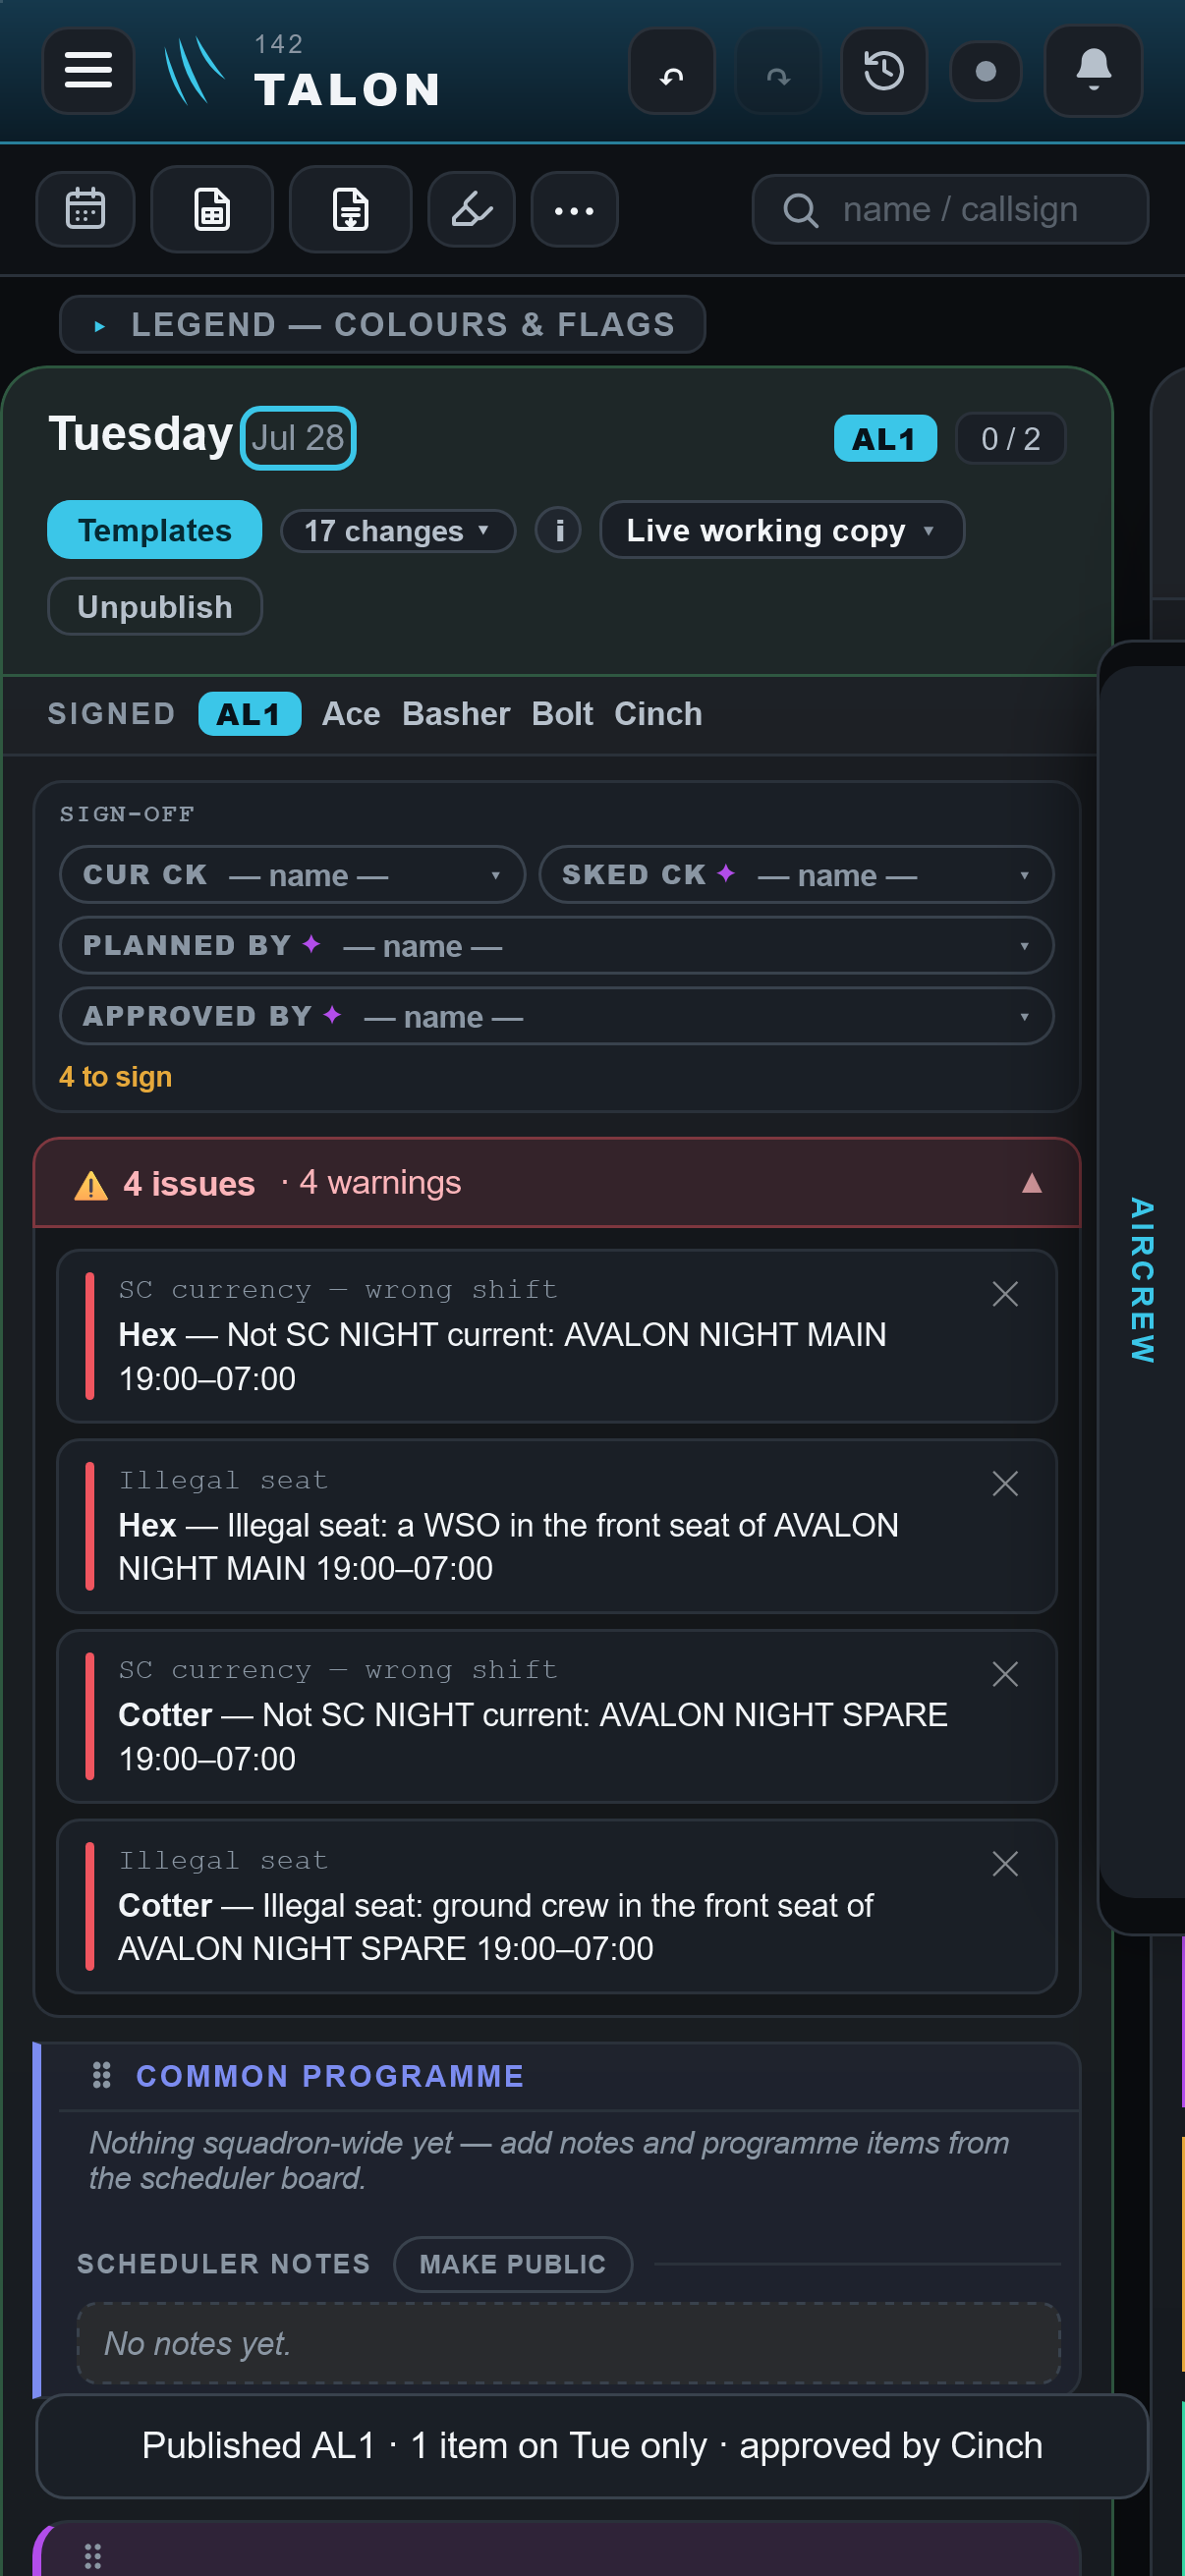 142
TALON
name / callsign
LEGEND — COLOURS & FLAGS
Tuesday Jul 28 AL1 0 / 2
Templates 17 changes i Live working copy
Unpublish
SIGNED AL1 Ace Basher Bolt Cinch
SIGN-OFF
CUR CK — name — SKED CK — name —
PLANNED BY — name —
APPROVED BY — name —
4 to sign
4 issues · 4 warnings
SC currency — wrong shift
Hex — Not SC NIGHT current: AVALON NIGHT MAIN
19:00–07:00
Illegal seat
Hex — Illegal seat: a WSO in the front seat of AVALON
NIGHT MAIN 19:00–07:00
SC currency — wrong shift
Cotter — Not SC NIGHT current: AVALON NIGHT SPARE
19:00–07:00
Illegal seat
Cotter — Illegal seat: ground crew in the front seat of
AVALON NIGHT SPARE 19:00–07:00
AIRCREW
COMMON PROGRAMME
Nothing squadron-wide yet — add notes and programme items from
the scheduler board.
SCHEDULER NOTES MAKE PUBLIC
No notes yet.
Published AL1 · 1 item on Tue only · approved by Cinch